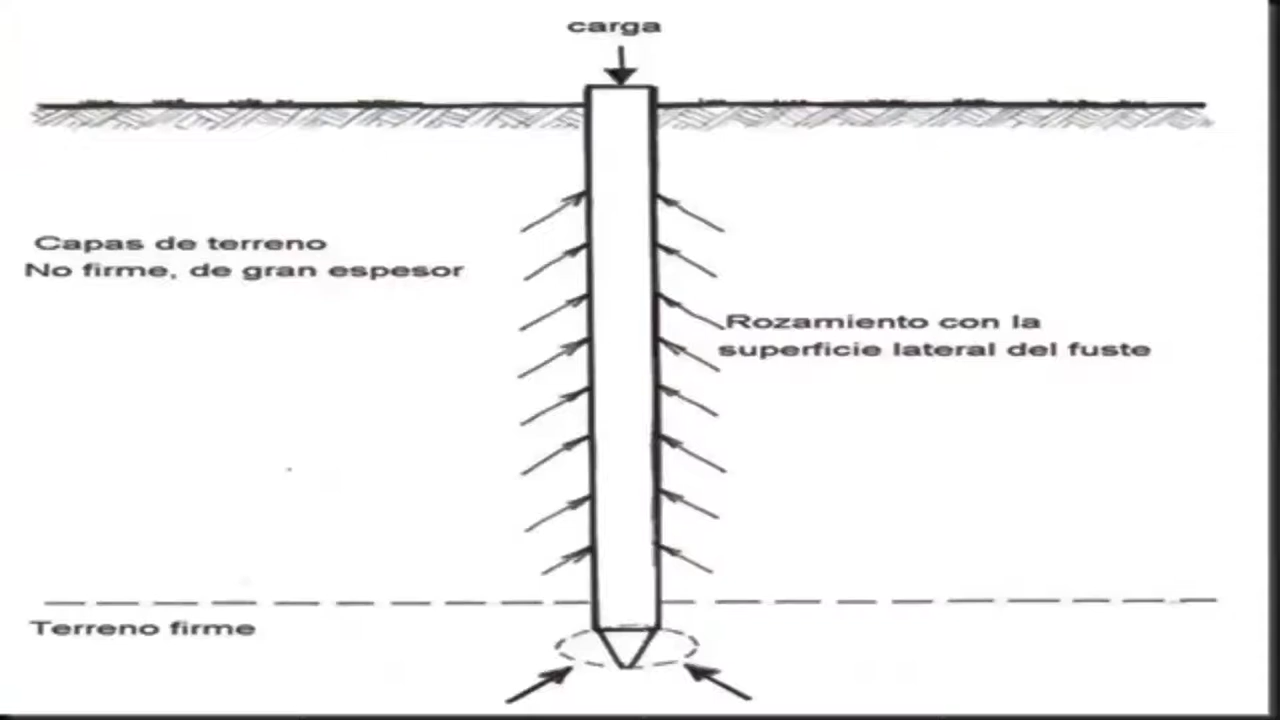 carga
Capas de terreno
No firme, de gran espesor
Rozamiento con la
superficie lateral del fuste
Terreno firme